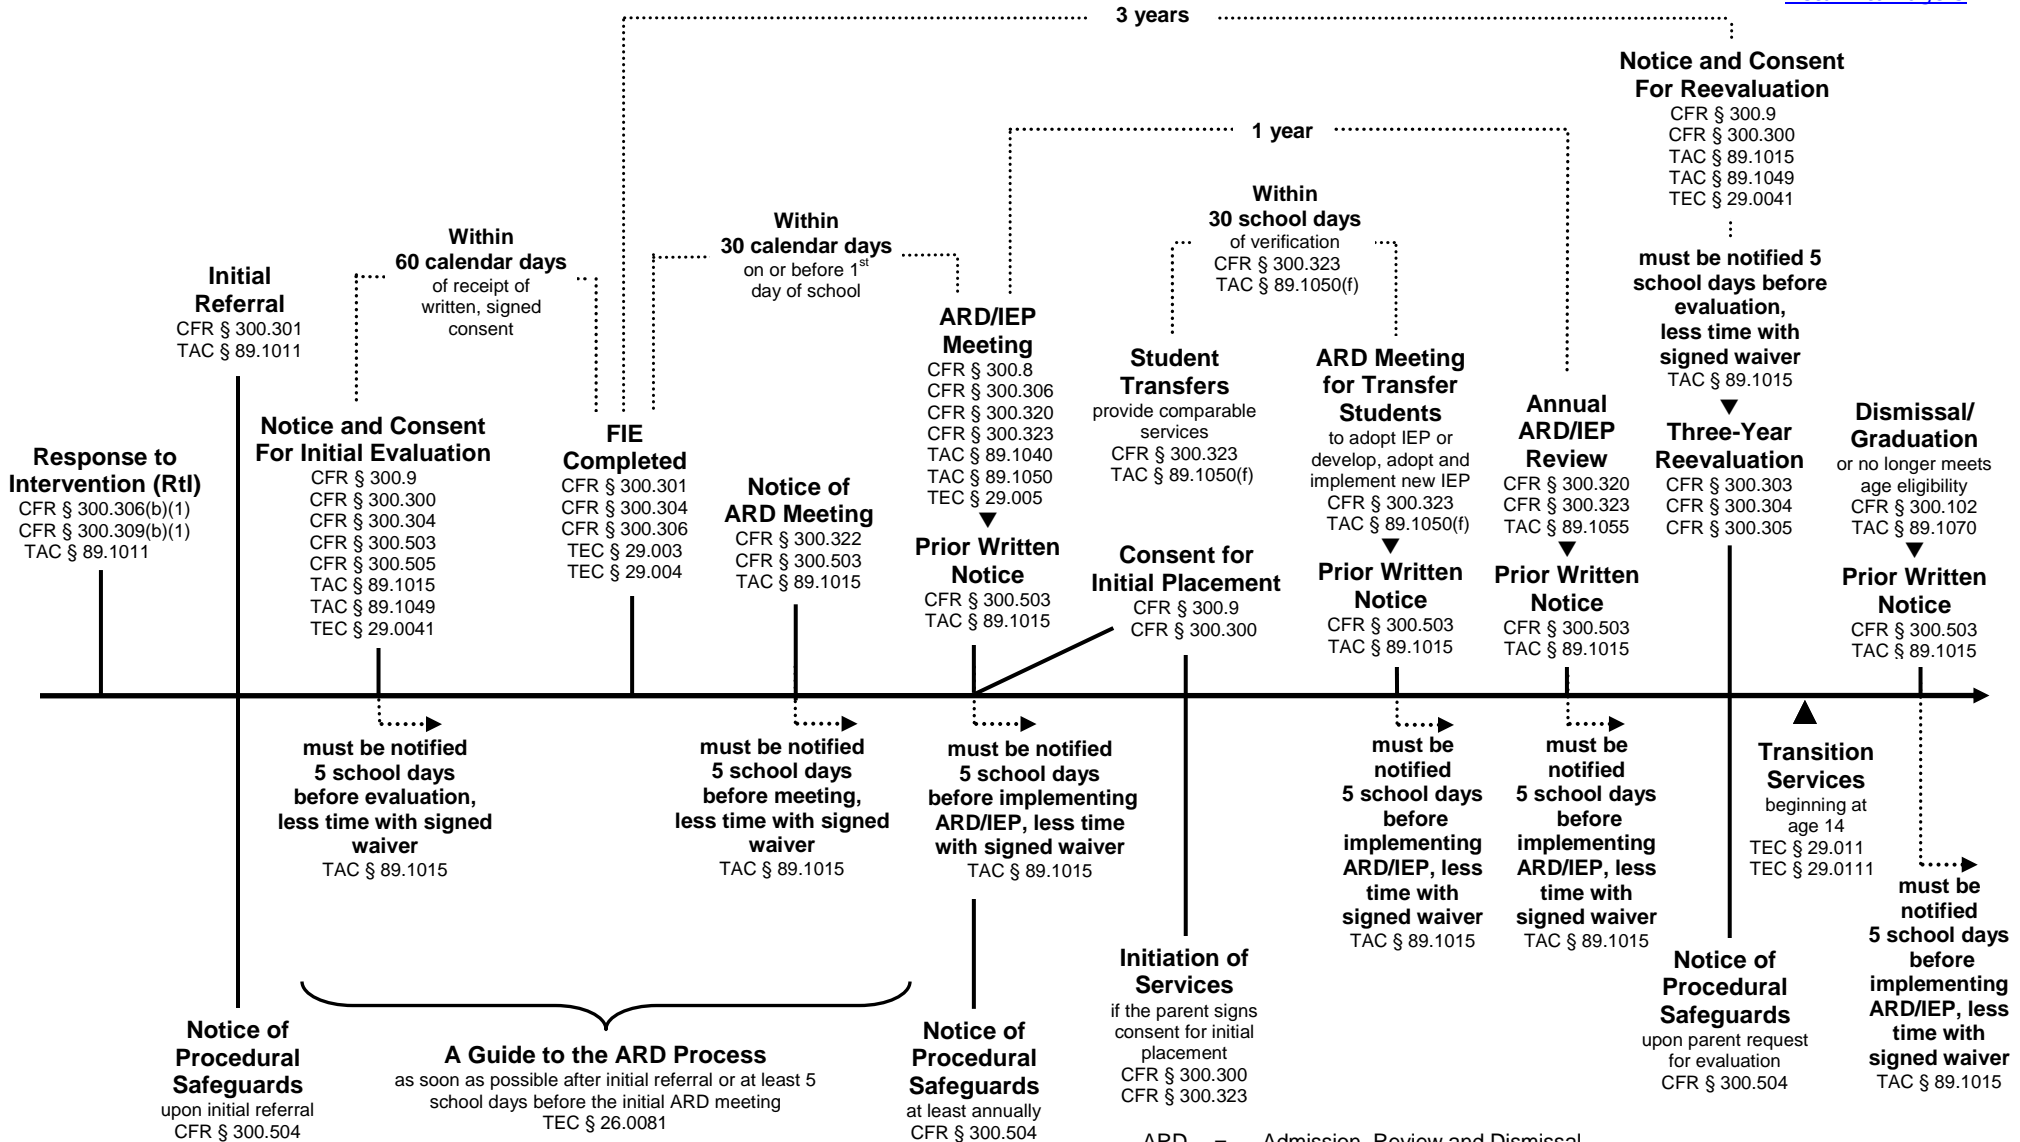 3 years
Notice and Consent
For Reevaluation
CFR § 300.9
CFR § 300.300
TAC § 89.1015
TAC § 89.1049
TEC § 29.0041
1 year
Within
30 school days
of verification
CFR § 300.323
TAC § 89.1050(f)
Within
30 calendar days
on or before 1st
day of school
Within
60 calendar days
of receipt of
written, signed
consent
must be notified 5
school days before
evaluation,
less time with
signed waiver
TAC § 89.1015
Initial
Referral
CFR § 300.301
TAC § 89.1011
Response to
Intervention (RtI)
CFR § 300.306(b)(1)
CFR § 300.309(b)(1)
TAC § 89.1011
Notice and Consent
For Initial Evaluation
CFR § 300.9
CFR § 300.300
CFR § 300.304
CFR § 300.503
CFR § 300.505
TAC § 89.1015
TAC § 89.1049
TEC § 29.0041
FIE
Completed
CFR § 300.301
CFR § 300.304
CFR § 300.306
TEC § 29.003
TEC § 29.004
Notice of
ARD Meeting
CFR § 300.322
CFR § 300.503
TAC § 89.1015
ARD/IEP
Meeting
CFR § 300.8
CFR § 300.306
CFR § 300.320
CFR § 300.323
TAC § 89.1040
TAC § 89.1050
TEC § 29.005
Prior Written
Notice
CFR § 300.503
TAC § 89.1015
Student
Transfers
provide comparable
services
CFR § 300.323
TAC § 89.1050(f)
Consent for
Initial Placement
CFR § 300.9
CFR § 300.300
ARD Meeting
for Transfer
Students
to adopt IEP or
develop, adopt and
implement new IEP
CFR § 300.323
TAC § 89.1050(f)
Prior Written
Notice
CFR § 300.503
TAC § 89.1015
Annual
ARD/IEP
Review
CFR § 300.320
CFR § 300.323
TAC § 89.1055
Prior Written
Notice
CFR § 300.503
TAC § 89.1015
Three-Year
Reevaluation
CFR § 300.303
CFR § 300.304
CFR § 300.305
Dismissal/
Graduation
or no longer meets
age eligibility
CFR § 300.102
TAC § 89.1070
Prior Written
Notice
CFR § 300.503
TAC § 89.1015
must be notified
5 school days
before evaluation,
less time with signed
waiver
TAC § 89.1015
must be notified
5 school days
before meeting,
less time with signed
waiver
TAC § 89.1015
must be notified
5 school days
before implementing
ARD/IEP, less time
with signed waiver
TAC § 89.1015
must be
notified
5 school days
before
implementing
ARD/IEP, less
time with
signed waiver
TAC § 89.1015
must be
notified
5 school days
before
implementing
ARD/IEP, less
time with
signed waiver
TAC § 89.1015
Transition
Services
beginning at
age 14
TEC § 29.011
TEC § 29.0111
must be
notified
5 school days
before
implementing
ARD/IEP, less
time with
signed waiver
TAC § 89.1015
Notice of
Procedural
Safeguards
upon initial referral
CFR § 300.504
A Guide to the ARD Process
as soon as possible after initial referral or at least 5
school days before the initial ARD meeting
TEC § 26.0081
Notice of
Procedural
Safeguards
at least annually
CFR § 300.504
Initiation of
Services
if the parent signs
consent for initial
placement
CFR § 300.300
CFR § 300.323
Notice of
Procedural
Safeguards
upon parent request
for evaluation
CFR § 300.504
ARD = Admission, Review and Dismissal